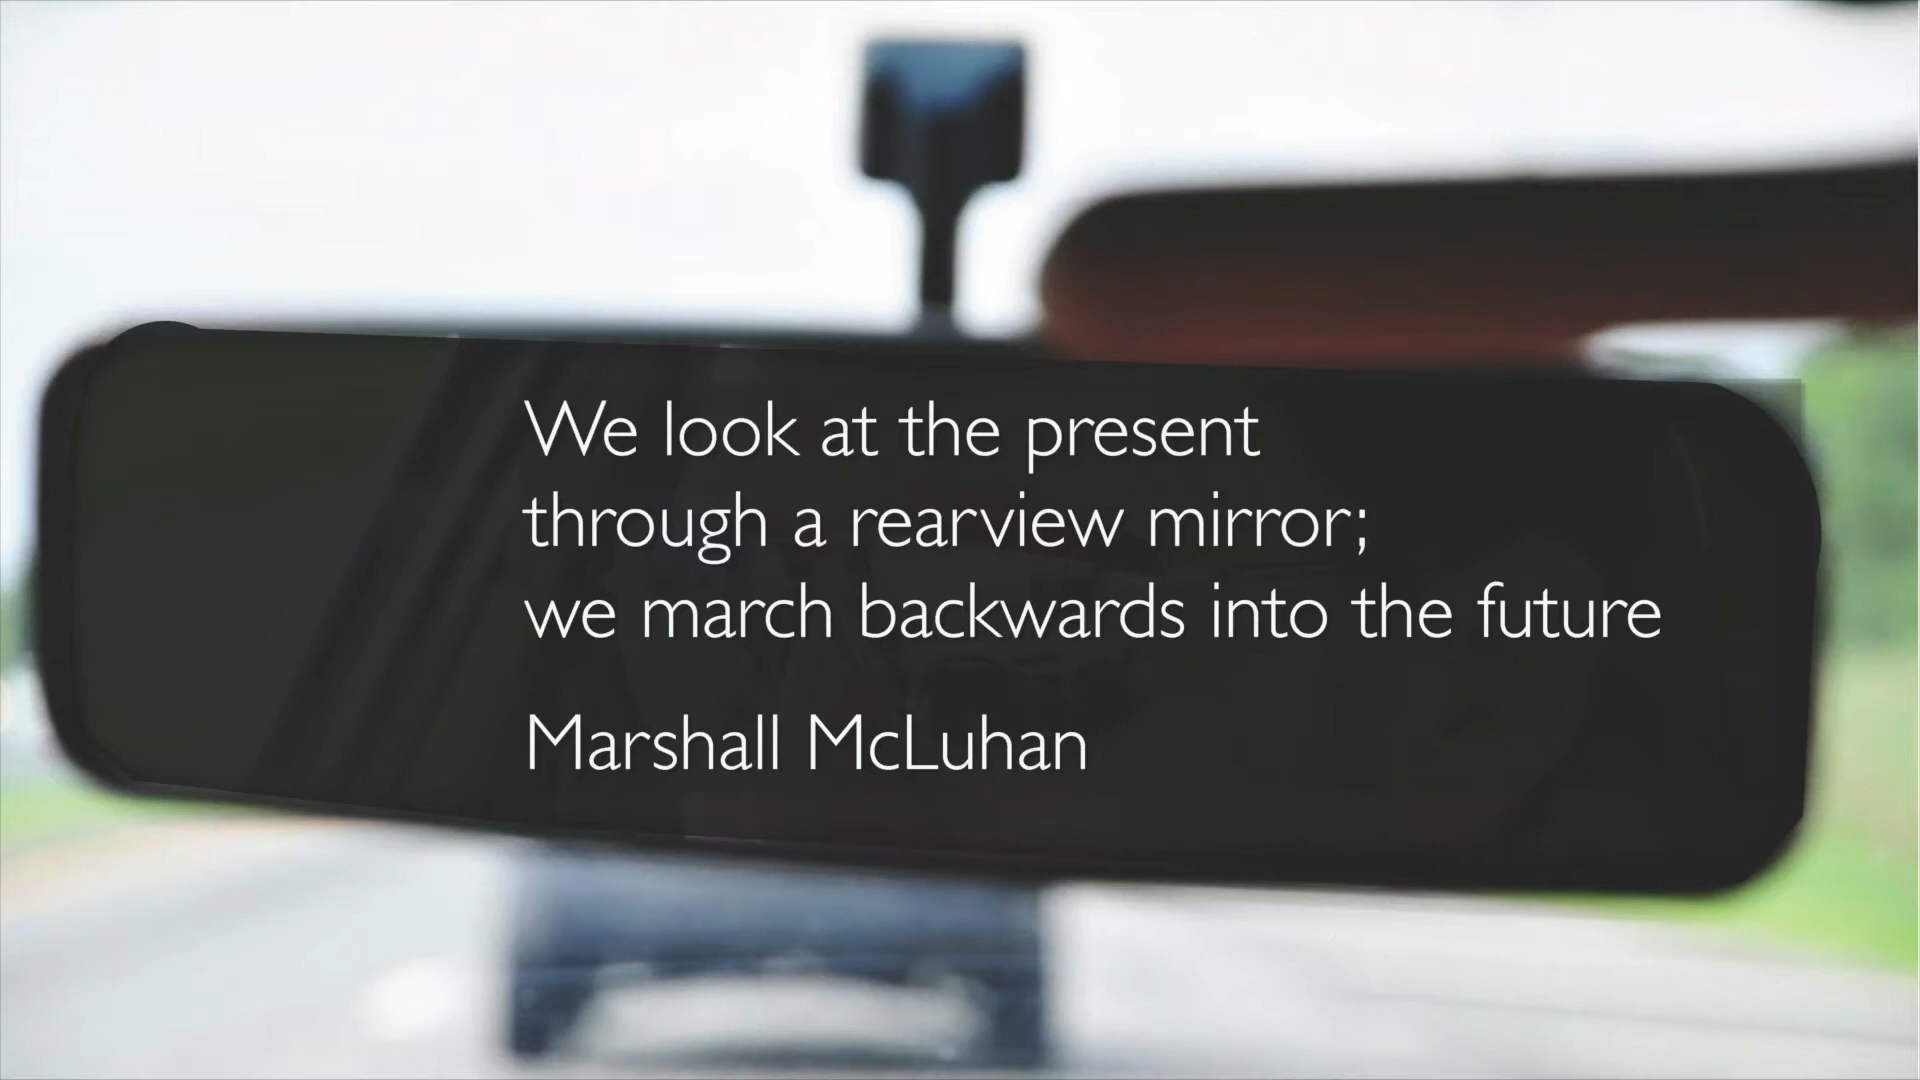 We look at the present
through a rearview mirror;
we march backwards into the future
Marshall McLuhan